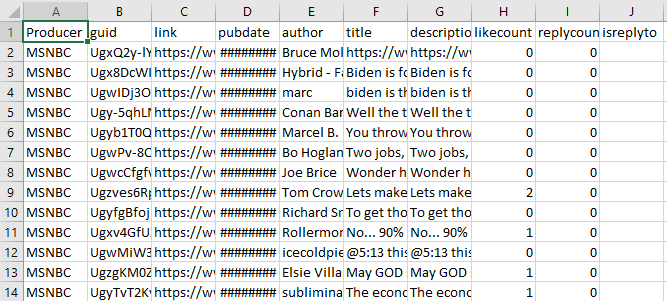 A B C D E F G H I J
1 Producer guid link pubdate author title descriptio likecount replycount isreplyto
2 MSNBC UgxQ2y-lY https://w ######## Bruce Mol https://w https://w 0 0
3 MSNBC Ugx8DcWI https://w ######## Hybrid - Fa Biden is fo Biden is fo 0 0
4 MSNBC UgwIDj3O https://w ######## marc biden is th biden is th 0 0
5 MSNBC Ugy-5qhLN https://w ######## Conan Bar Well the t Well the t 0 0
6 MSNBC Ugyb1T0Q https://w ######## Marcel B. You throw You throw 0 0
7 MSNBC UgwPv-8C https://w ######## Bo Hoglan Two jobs, Two jobs, 0 0
8 MSNBC UgwcCfgfv https://w ######## Joe Brice Wonder h Wonder h 0 0
9 MSNBC Ugzves6Rp https://w ######## Tom Crow Lets make Lets make 2 0
10 MSNBC UgyfgBfoj https://w ######## Richard Sr To get tho To get tho 0 0
11 MSNBC Ugxv4GfU https://w ######## Rollermor No... 90% No... 90% 1 0
12 MSNBC UgwMiW3 https://w ######## icecoldpie @5:13 this @5:13 this 0 0
13 MSNBC UgzgKM0Z https://w ######## Elsie Villa May GOD s May GOD s 1 0
14 MSNBC UgyTvT2Kv https://w ######## sublimina The econo The econo 1 0